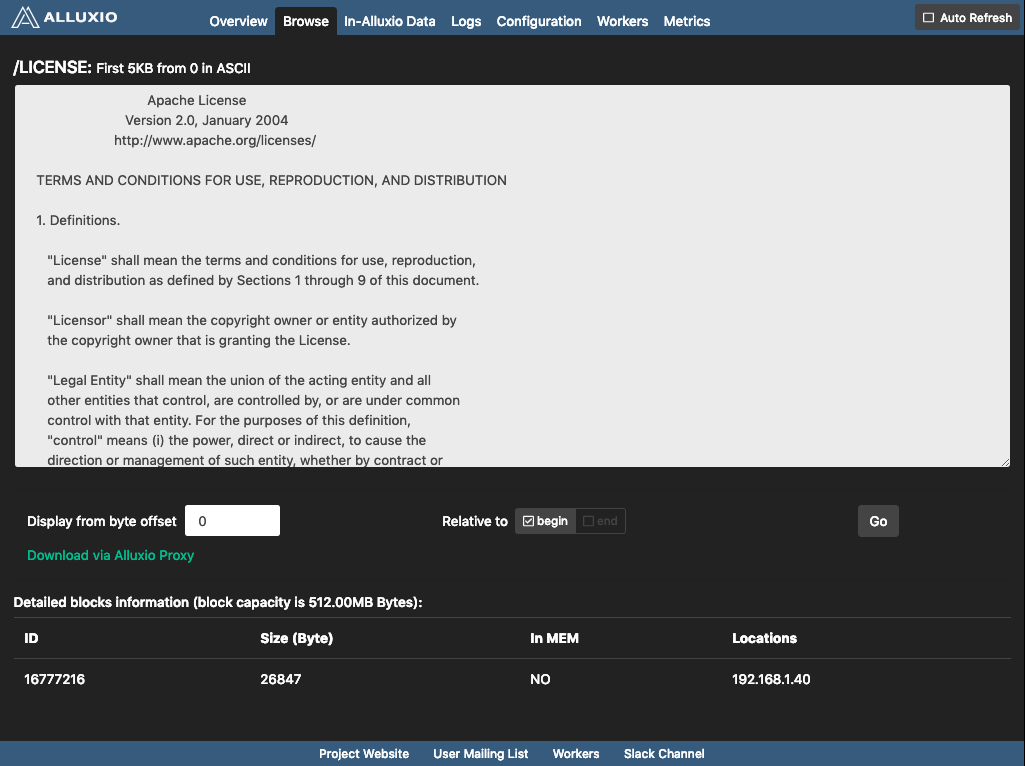 ALLUXIO
Overview Browse In-Alluxio Data Logs Configuration Workers Metrics
Auto Refresh
/LICENSE: First 5KB from 0 in ASCII
Apache License
Version 2.0, January 2004
http://www.apache.org/licenses/
TERMS AND CONDITIONS FOR USE, REPRODUCTION, AND DISTRIBUTION
1. Definitions.
"License" shall mean the terms and conditions for use, reproduction,
and distribution as defined by Sections 1 through 9 of this document.
"Licensor" shall mean the copyright owner or entity authorized by
the copyright owner that is granting the License.
"Legal Entity" shall mean the union of the acting entity and all
other entities that control, are controlled by, or are under common
control with that entity. For the purposes of this definition,
"control" means (i) the power, direct or indirect, to cause the
direction or management of such entity, whether by contract or
Display from byte offset 0 Relative to begin end Go
Download via Alluxio Proxy
Detailed blocks information (block capacity is 512.00MB Bytes):
ID Size (Byte) In MEM Locations
16777216 26847 NO 192.168.1.40
Project Website User Mailing List Workers Slack Channel